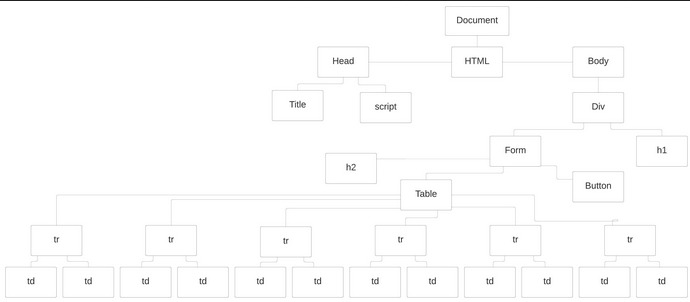 Document
Head
HTML
Body
Title
script
Div
h2
Form
h1
Table
Button
tr
tr
tr
tr
tr
tr
td
td
td
td
td
td
td
td
td
td
td
td